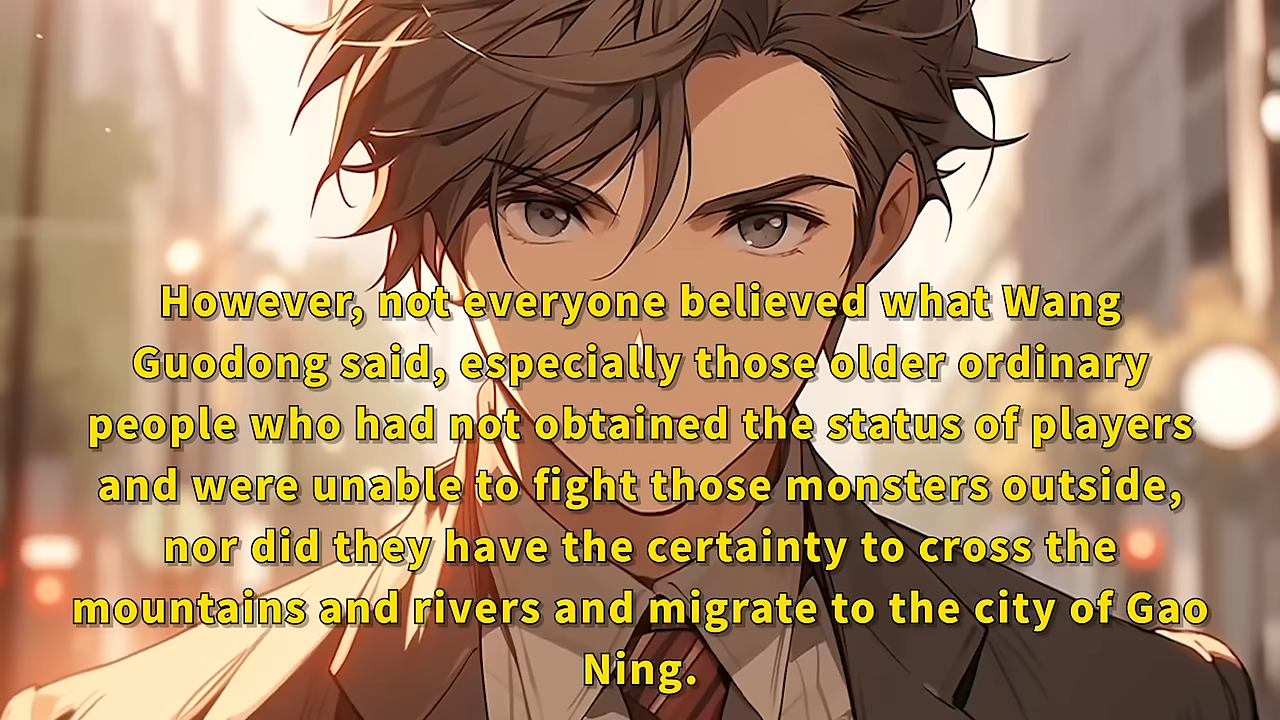 However, not everyone believed what Wang
Guodong said, especially those older ordinary
people who had not obtained the status of players
and were unable to fight those monsters outside,
nor did they have the certainty to cross the
mountains and rivers and migrate to the city of Gao
Ning.